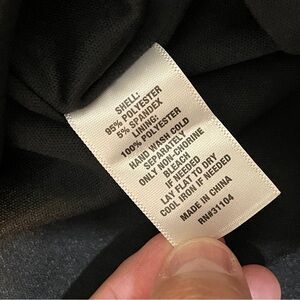 SHELL:
95% POLYESTER
5% SPANDEX
LINING:
100% POLYESTER
HAND WASH COLD
SEPARATELY
ONLY NON-CHORINE
BLEACH
IF NEEDED
LAY FLAT TO DRY
COOL IRON IF NEEDED
MADE IN CHINA
RN#31104